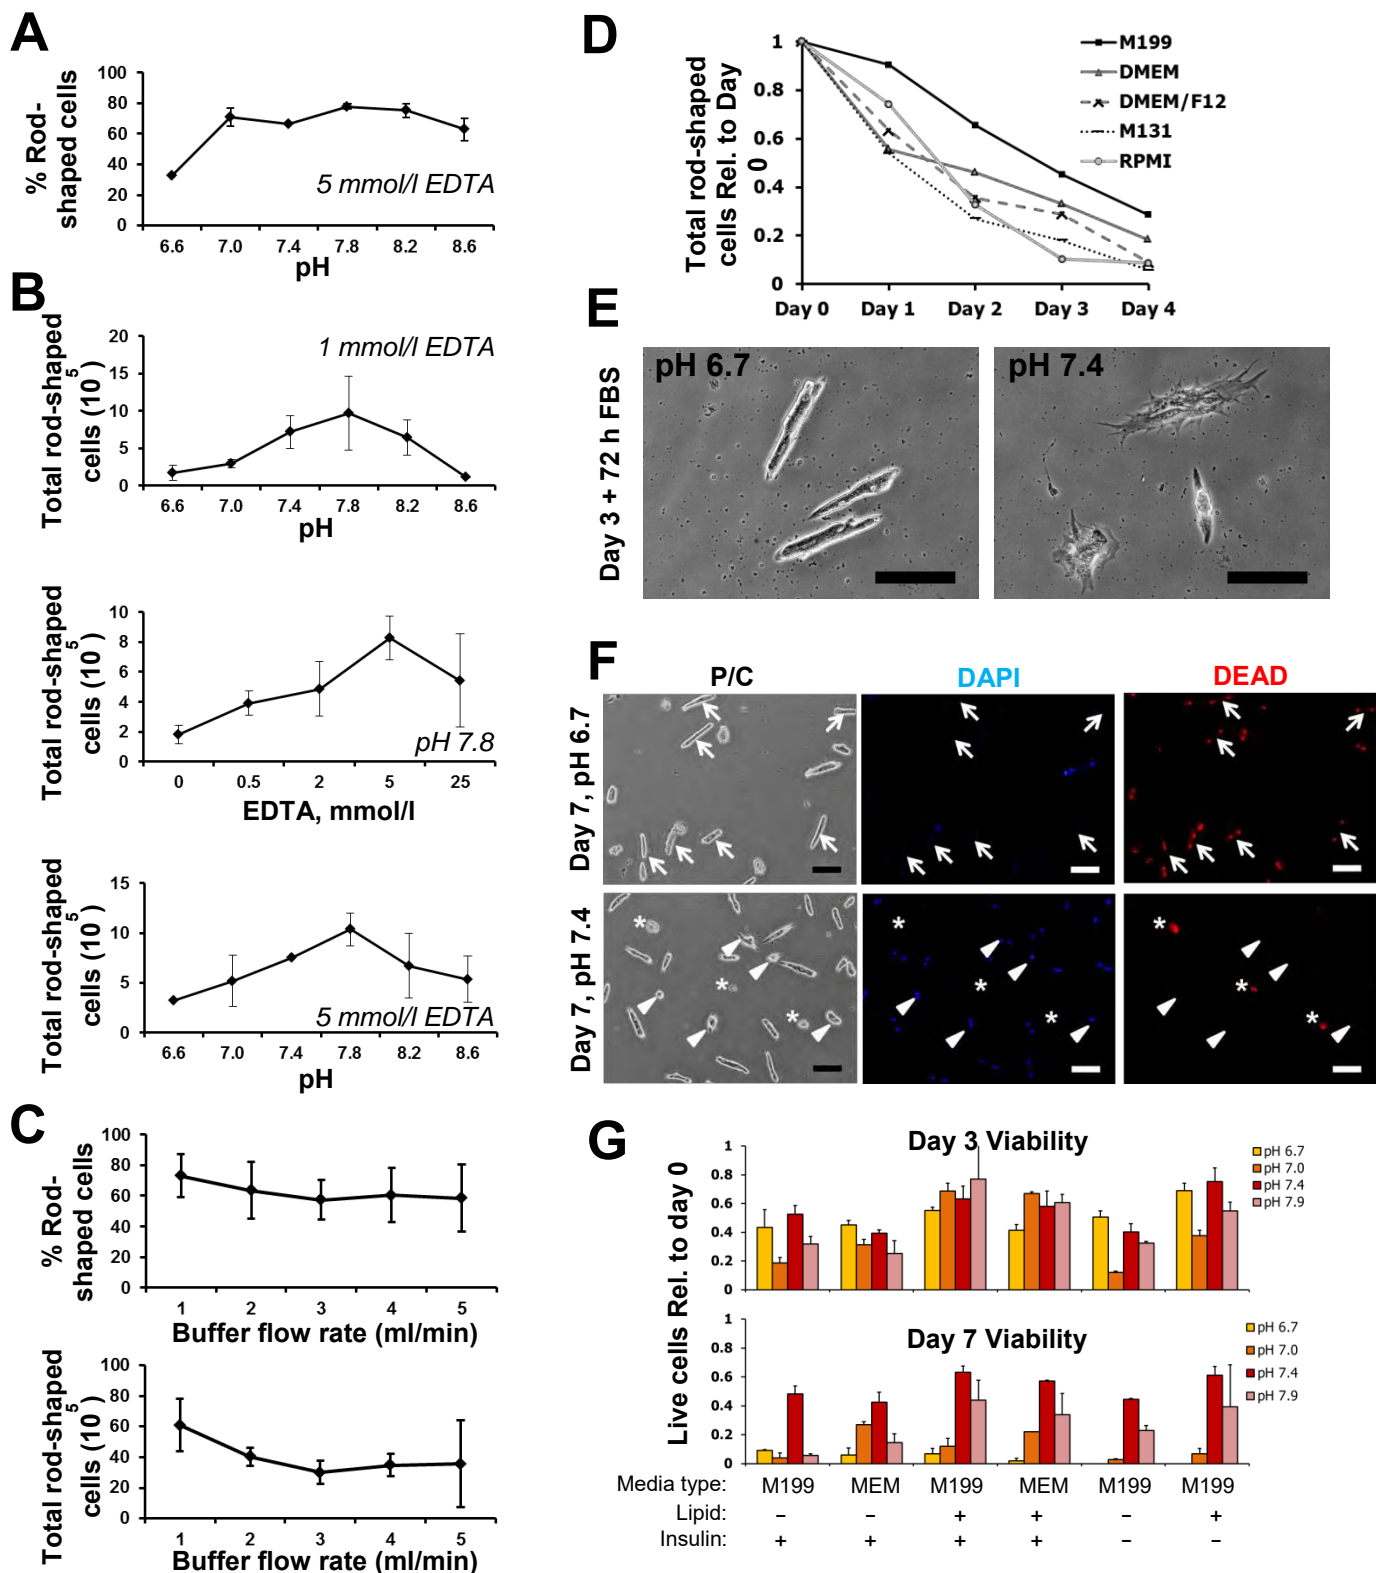 A
100
80
60
40
20
0
% Rod-
shaped cells
5 mmol/l EDTA
6.6 7.0 7.4 7.8 8.2 8.6
pH
B
20
15
10
5
0
Total rod-shaped
cells (10^5)
1 mmol/l EDTA
6.6 7.0 7.4 7.8 8.2 8.6
pH
10
8
6
4
2
0
Total rod-shaped
cells (10^5)
pH 7.8
0 0.5 2 5 25
EDTA, mmol/l
15
10
5
0
Total rod-shaped
cells (10^5)
5 mmol/l EDTA
6.6 7.0 7.4 7.8 8.2 8.6
pH
C
100
80
60
40
20
0
% Rod-
shaped cells
1 2 3 4 5
Buffer flow rate (ml/min)
100
80
60
40
20
0
Total rod-shaped
cells (10^5)
1 2 3 4 5
Buffer flow rate (ml/min)
D
1
0.8
0.6
0.4
0.2
0
Total rod-shaped
cells Rel. to Day
0
M199
DMEM
DMEM/F12
M131
RPMI
Day 0 Day 1 Day 2 Day 3 Day 4
E
Day 3 + 72 h FBS
pH 6.7
pH 7.4
F
P/C DAPI DEAD
Day 7, pH 6.7
Day 7, pH 7.4
* * *
* * *
* * *
G
Live cells Rel. to day 0
Day 3 Viability
1
0.8
0.6
0.4
0.2
0
pH 6.7
pH 7.0
pH 7.4
pH 7.9
Day 7 Viability
1
0.8
0.6
0.4
0.2
0
pH 6.7
pH 7.0
pH 7.4
pH 7.9
Media type: M199 MEM M199 MEM M199 M199
Lipid: – – + + – +
Insulin: + + + + – –